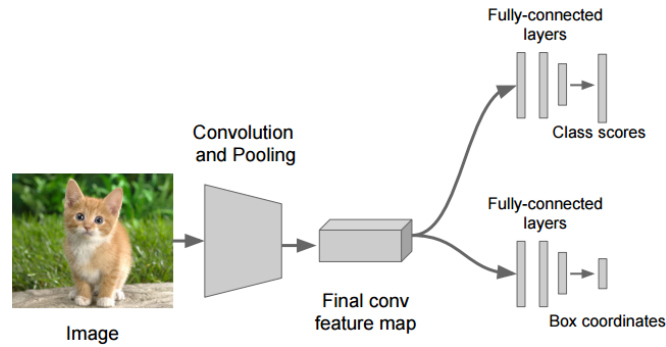 Fully-connected
layers
Class scores
Convolution
and Pooling
Image
Final conv
feature map
Fully-connected
layers
Box coordinates